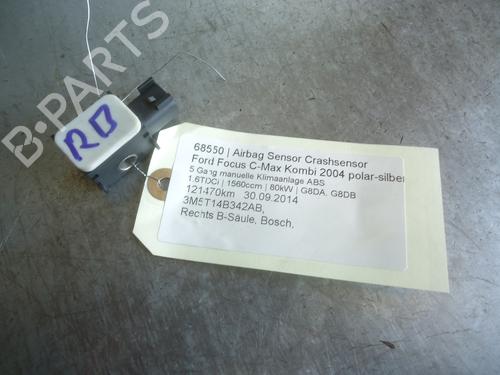 B-PARTS
RB
68550 | Airbag Sensor Crashsensor
Ford Focus C-Max Kombi 2004 polar-silber
5 Gang manuelle Klimaanlage ABS
1.6TDCi | 1560ccm | 80kW | G8DA. G8DB
121470km 30.09.2014
3M5T14B342AB,
Rechts B-Säule, Bosch,